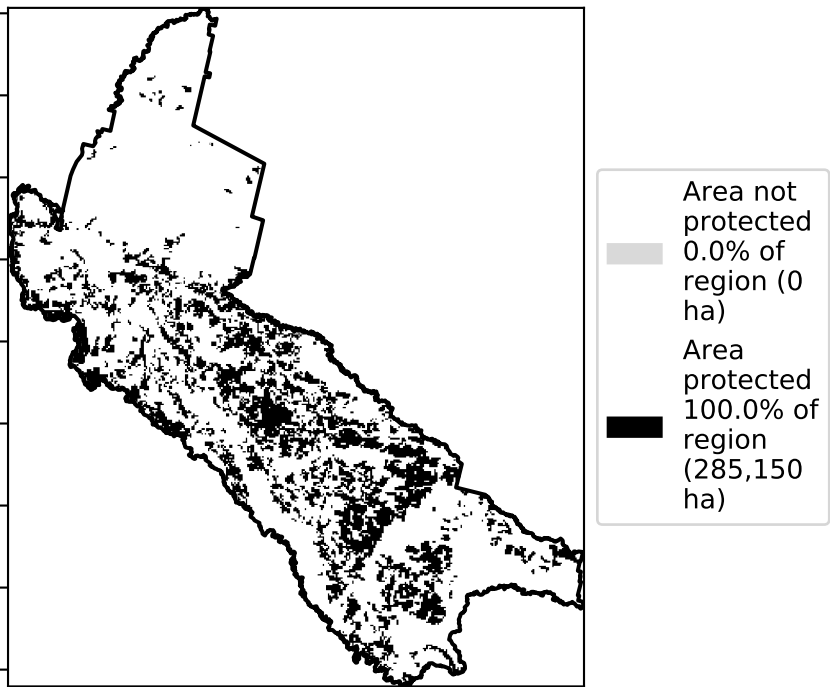 Area not
protected
0.0% of
region (0
ha)
Area
protected
100.0% of
region
(285,150
ha)